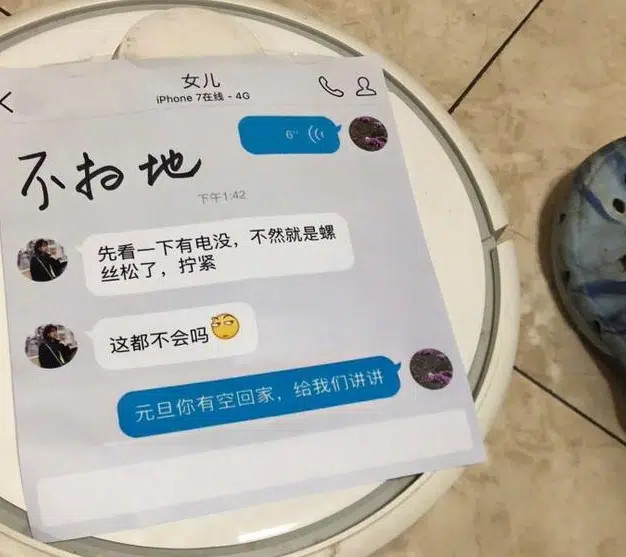 女儿
iPhone 7在线 - 4G
6"
不扫地
下午1:42
先看一下有电没，不然就是螺
丝松了，拧紧
这都不会吗
元旦你有空回家，给我们讲讲